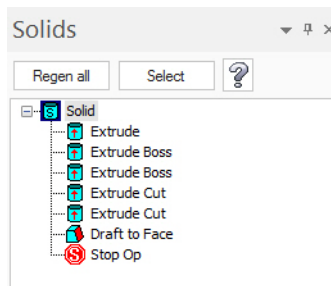 Solids
Regen all Select
Solid
Extrude
Extrude Boss
Extrude Boss
Extrude Cut
Extrude Cut
Draft to Face
Stop Op